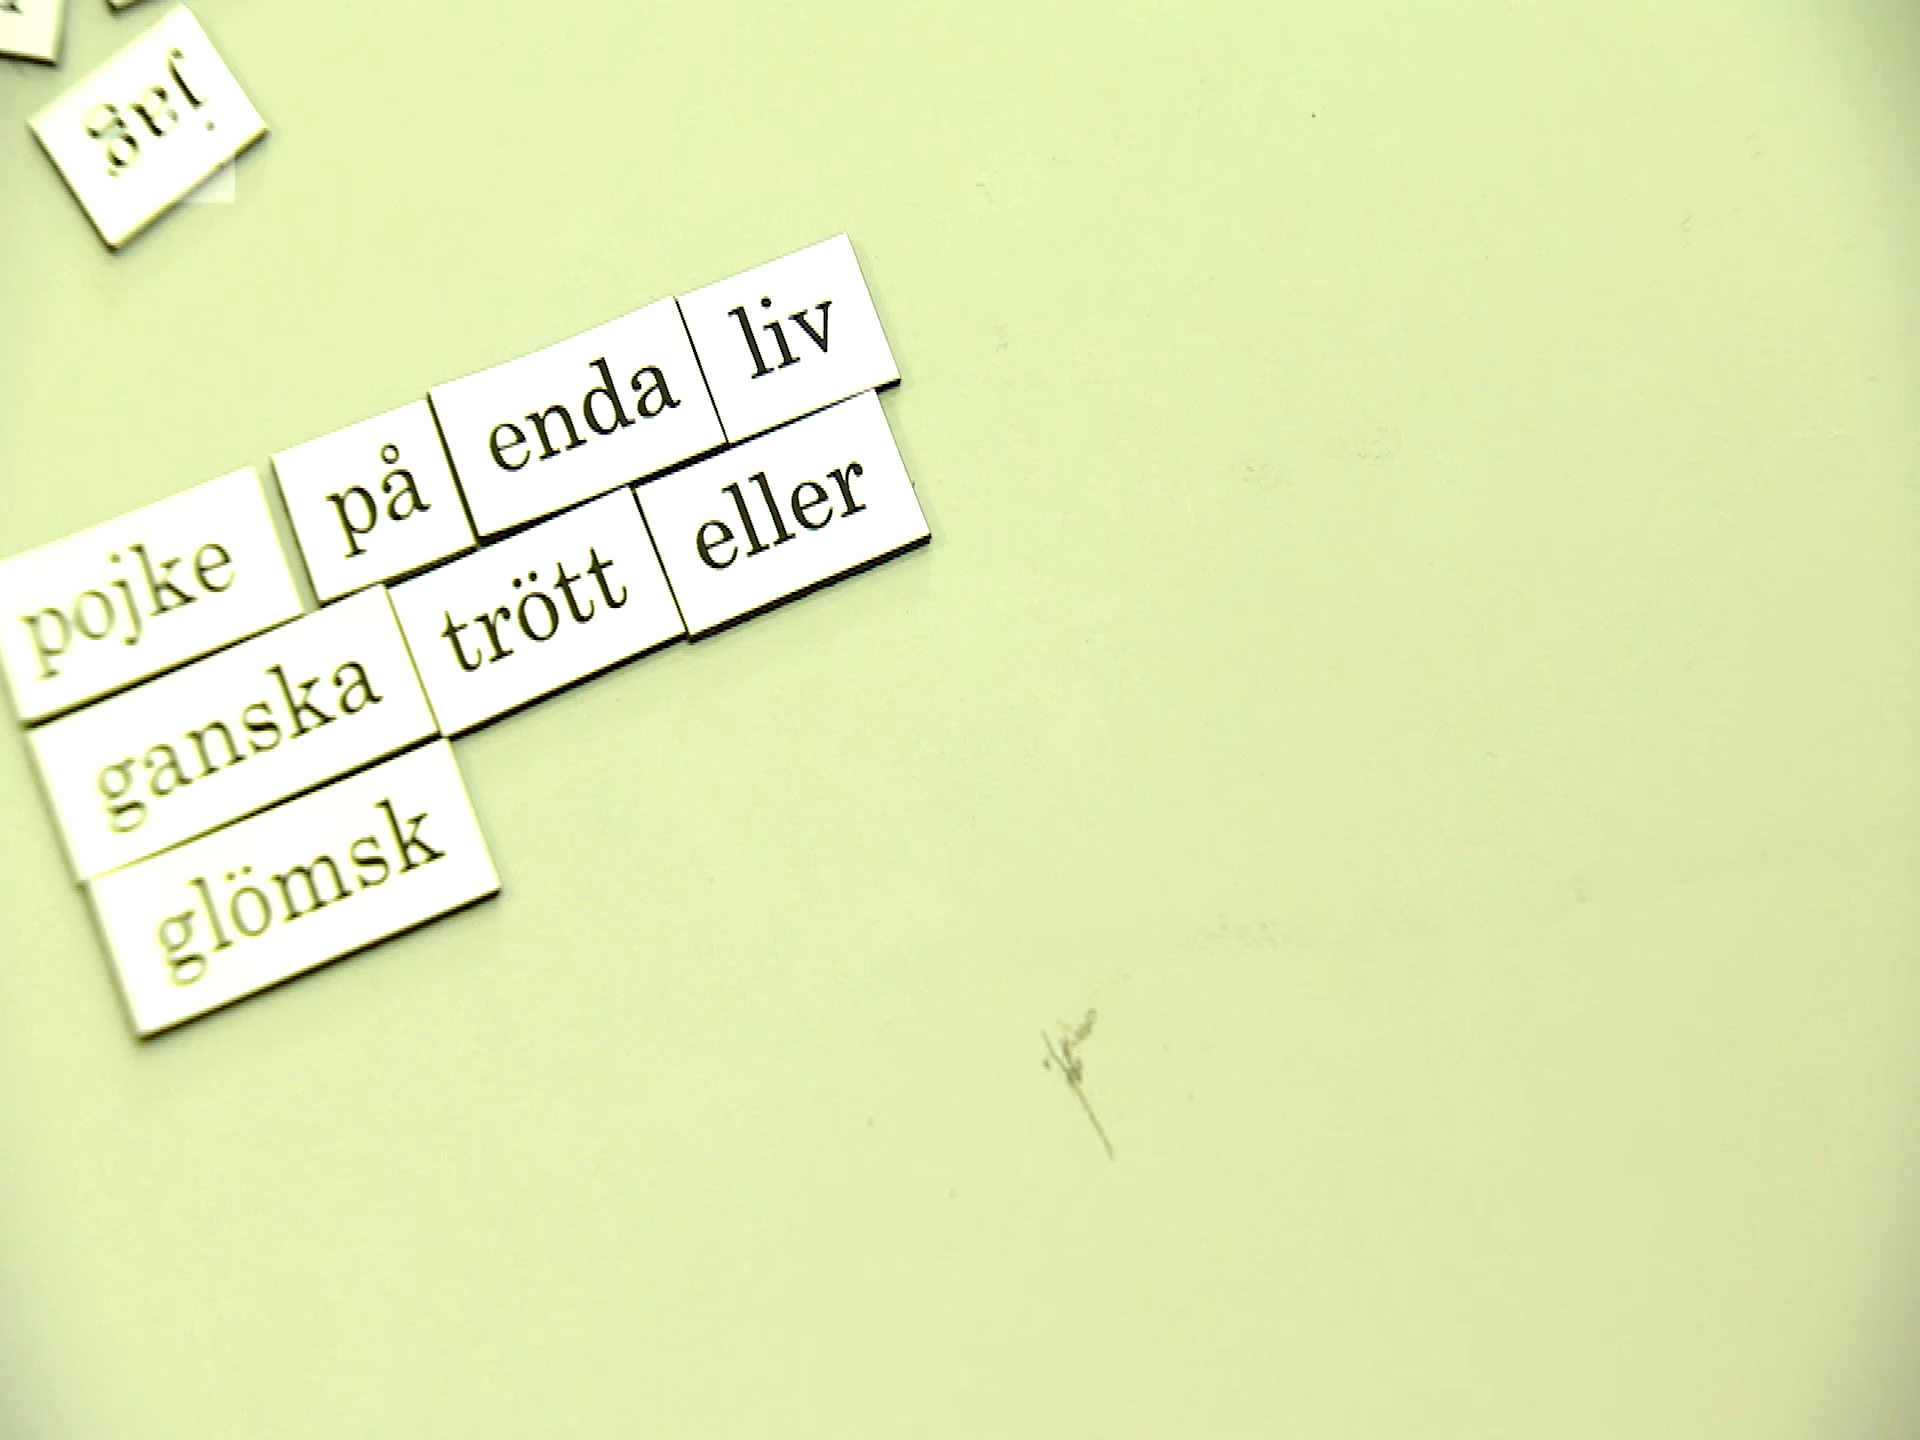 jag
pojke på enda liv
ganska trött eller
glömsk